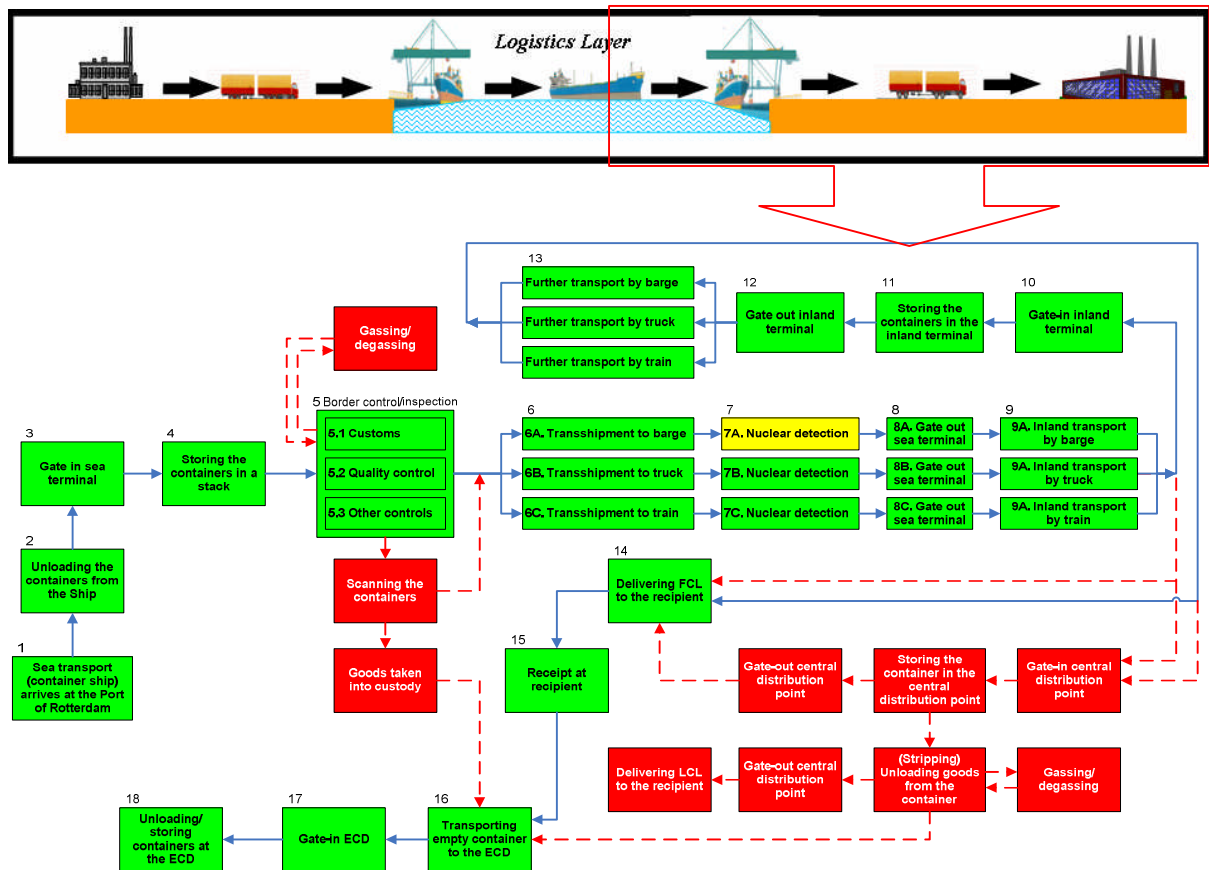 Logistics Layer
13
Further transport by barge
Further transport by truck
Further transport by train
12
Gate out inland
terminal
11
Storing the
containers in the
inland terminal
10
Gate-in inland
terminal
Gassing/
degassing
5 Border control/inspection
5.1 Customs
5.2 Quality control
5.3 Other controls
3
Gate in sea
terminal
4
Storing the
containers in a
stack
6
6A. Transshipment to barge
6B. Transshipment to truck
6C. Transshipment to train
7
7A. Nuclear detection
7B. Nuclear detection
7C. Nuclear detection
8
8A. Gate out
sea terminal
8B. Gate out
sea terminal
8C. Gate out
sea terminal
9
9A. Inland transport
by barge
9A. Inland transport
by truck
9A. Inland transport
by train
2
Unloading the
containers from
the Ship
1
Sea transport
(container ship)
arrives at the Port
of Rotterdam
Scanning the
containers
Goods taken
into custody
14
Delivering FCL
to the recipient
15
Receipt at
recipient
Gate-out central
distribution
point
Storing the
container in the
central
distribution point
Gate-in central
distribution
point
Delivering LCL
to the recipient
Gate-out central
distribution
point
(Stripping)
Unloading goods
from the
container
Gassing/
degassing
18
Unloading/
storing
containers at
the ECD
17
Gate-in ECD
16
Transporting
empty container
to the ECD